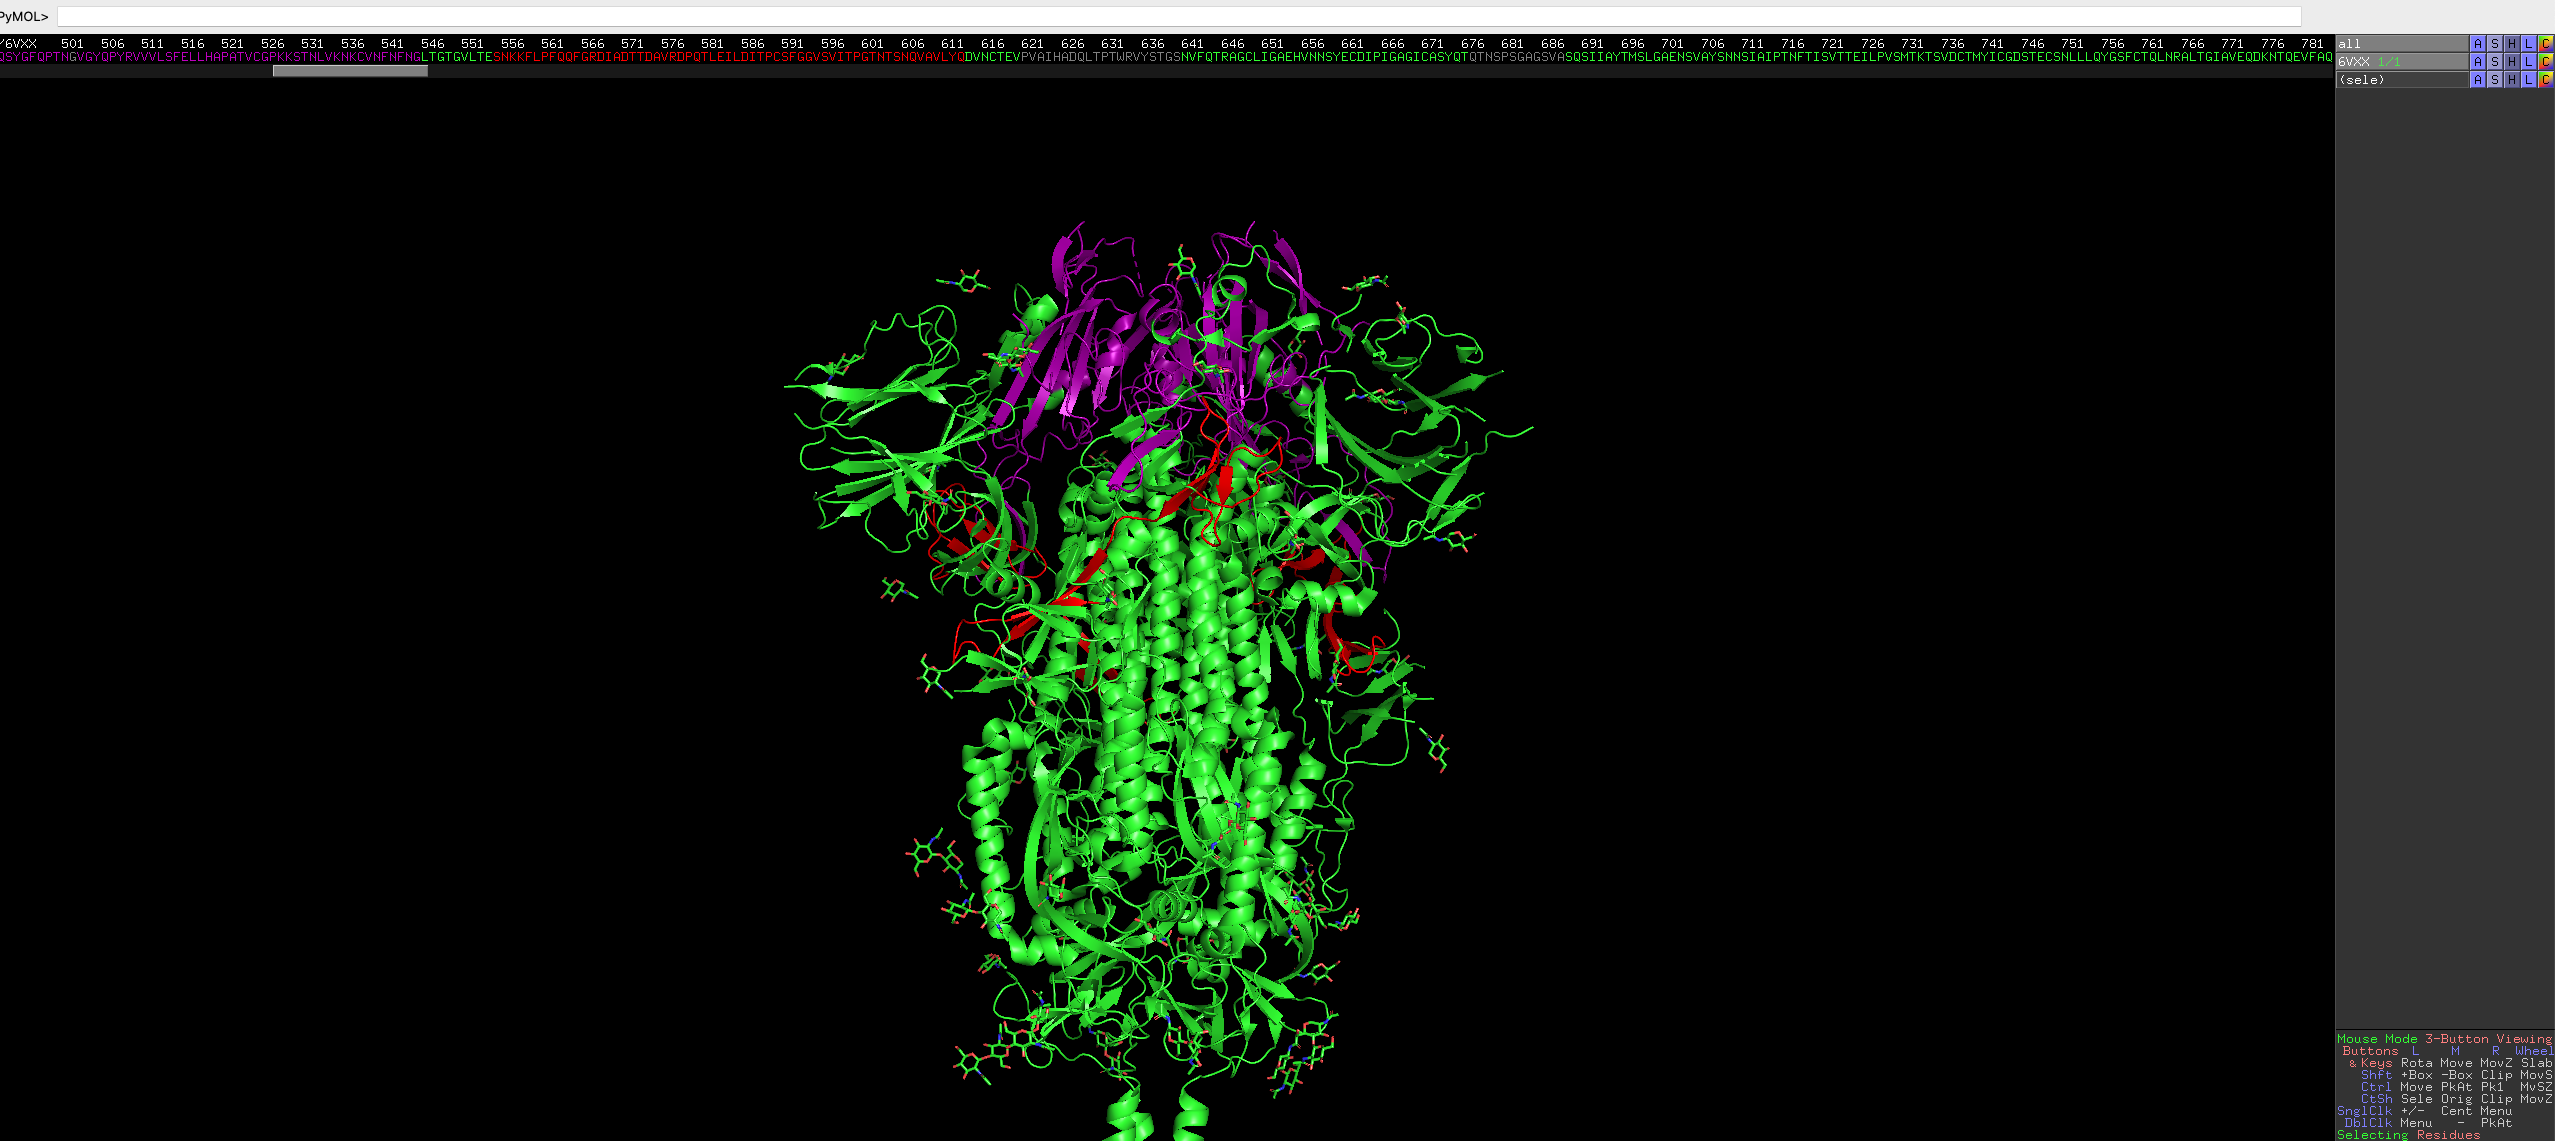 PyMOL>
/6VXX 501 506 511 516 521 526 531 536 541 546 551 556 561 566 571 576 581 586 591 596 601 606 611 616 621 626 631 636 641 646 651 656 661 666 671 676 681 686 691 696 701 706 711 716 721 726 731 736 741 746 751 756 761 766 771 776 781
QSYGFQPTNGVGYQPYRVVVLSFELLHAPATVCGPKKSTNLVKNKCVNFNFNGLTGTGVLTESNKKFLPFQQFGRDIADTTDAVRDPQTLEILDITPCSFGGVSVITPGTNTSNQVAVLYQDVNCTEVPVAIHADQLTPTWRVYSTGSNVFQTRAGCLIGAEHVNNSYECDIPIGAGICASYQTQTNSPSGAGSVASQSIIAYTMSLGAENSVAYSNNSIAIPTNFTISVTTEILPVSMTKTSVDCTMYICGDSTECSNLLLQYGSFCTQLNRALTGIAVEQDKNTQEVFAQ
all A S H L C
6VXX 1/1 A S H L C
(sele) A S H L C
Mouse Mode 3-Button Viewing
Buttons L M R Wheel
& Keys Rota Move MovZ Slab
Shft +Box -Box Clip MovS
Ctrl Move PkAt Pk1 MvSZ
CtSh Sele Orig Clip MovZ
SnglClk +/- Cent Menu
DblClk Menu - PkAt
Selecting Residues